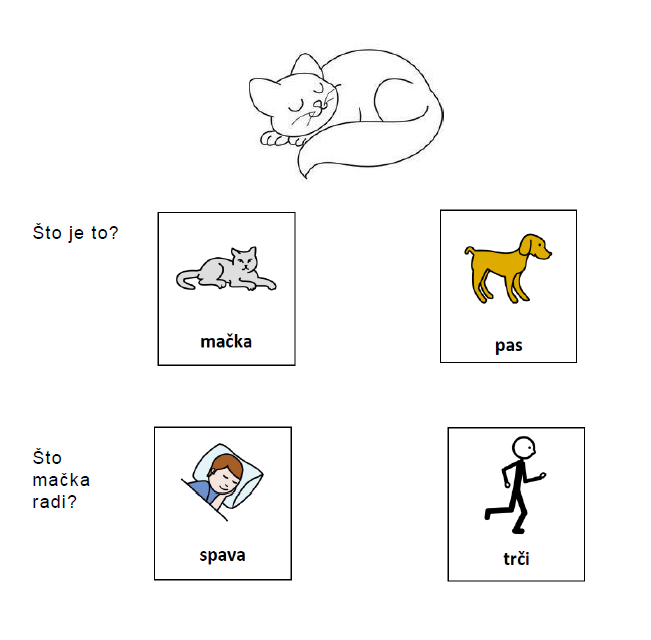 Što je to?
mačka
pas
Što
mačka
radi?
spava
trči